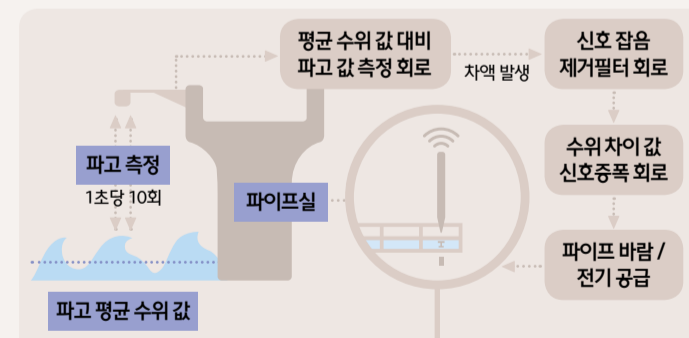 평균 수위 값 대비
파고 값 측정 회로
차액 발생
신호 잡음
제거필터 회로
수위 차이 값
신호증폭 회로
파이프 바람 /
전기 공급
파고 측정
1초당 10회
파이프실
파고 평균 수위 값